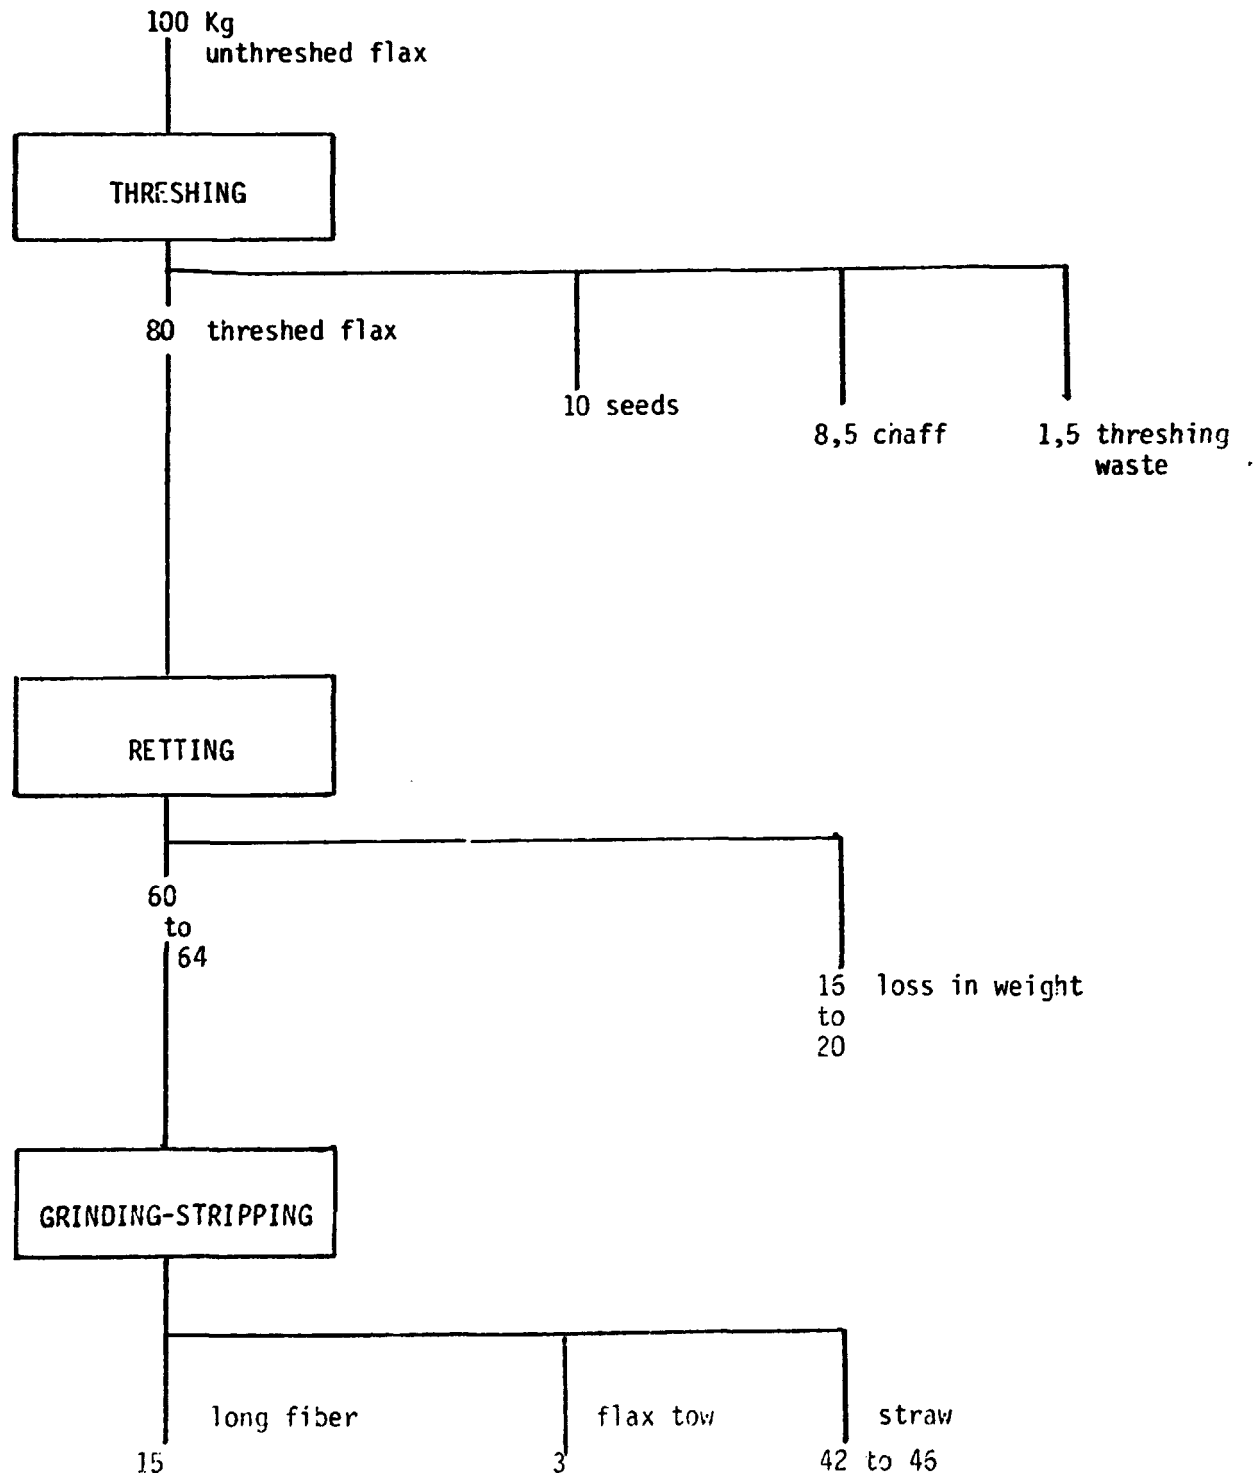 100 Kg
unthreshed flax
THRESHING
80 threshed flax
10 seeds
8,5 chaff
1,5 threshing
waste
RETTING
60
to
64
16 loss in weight
to
20
GRINDING-STRIPPING
long fiber
flax tow
straw
15
3
42 to 46